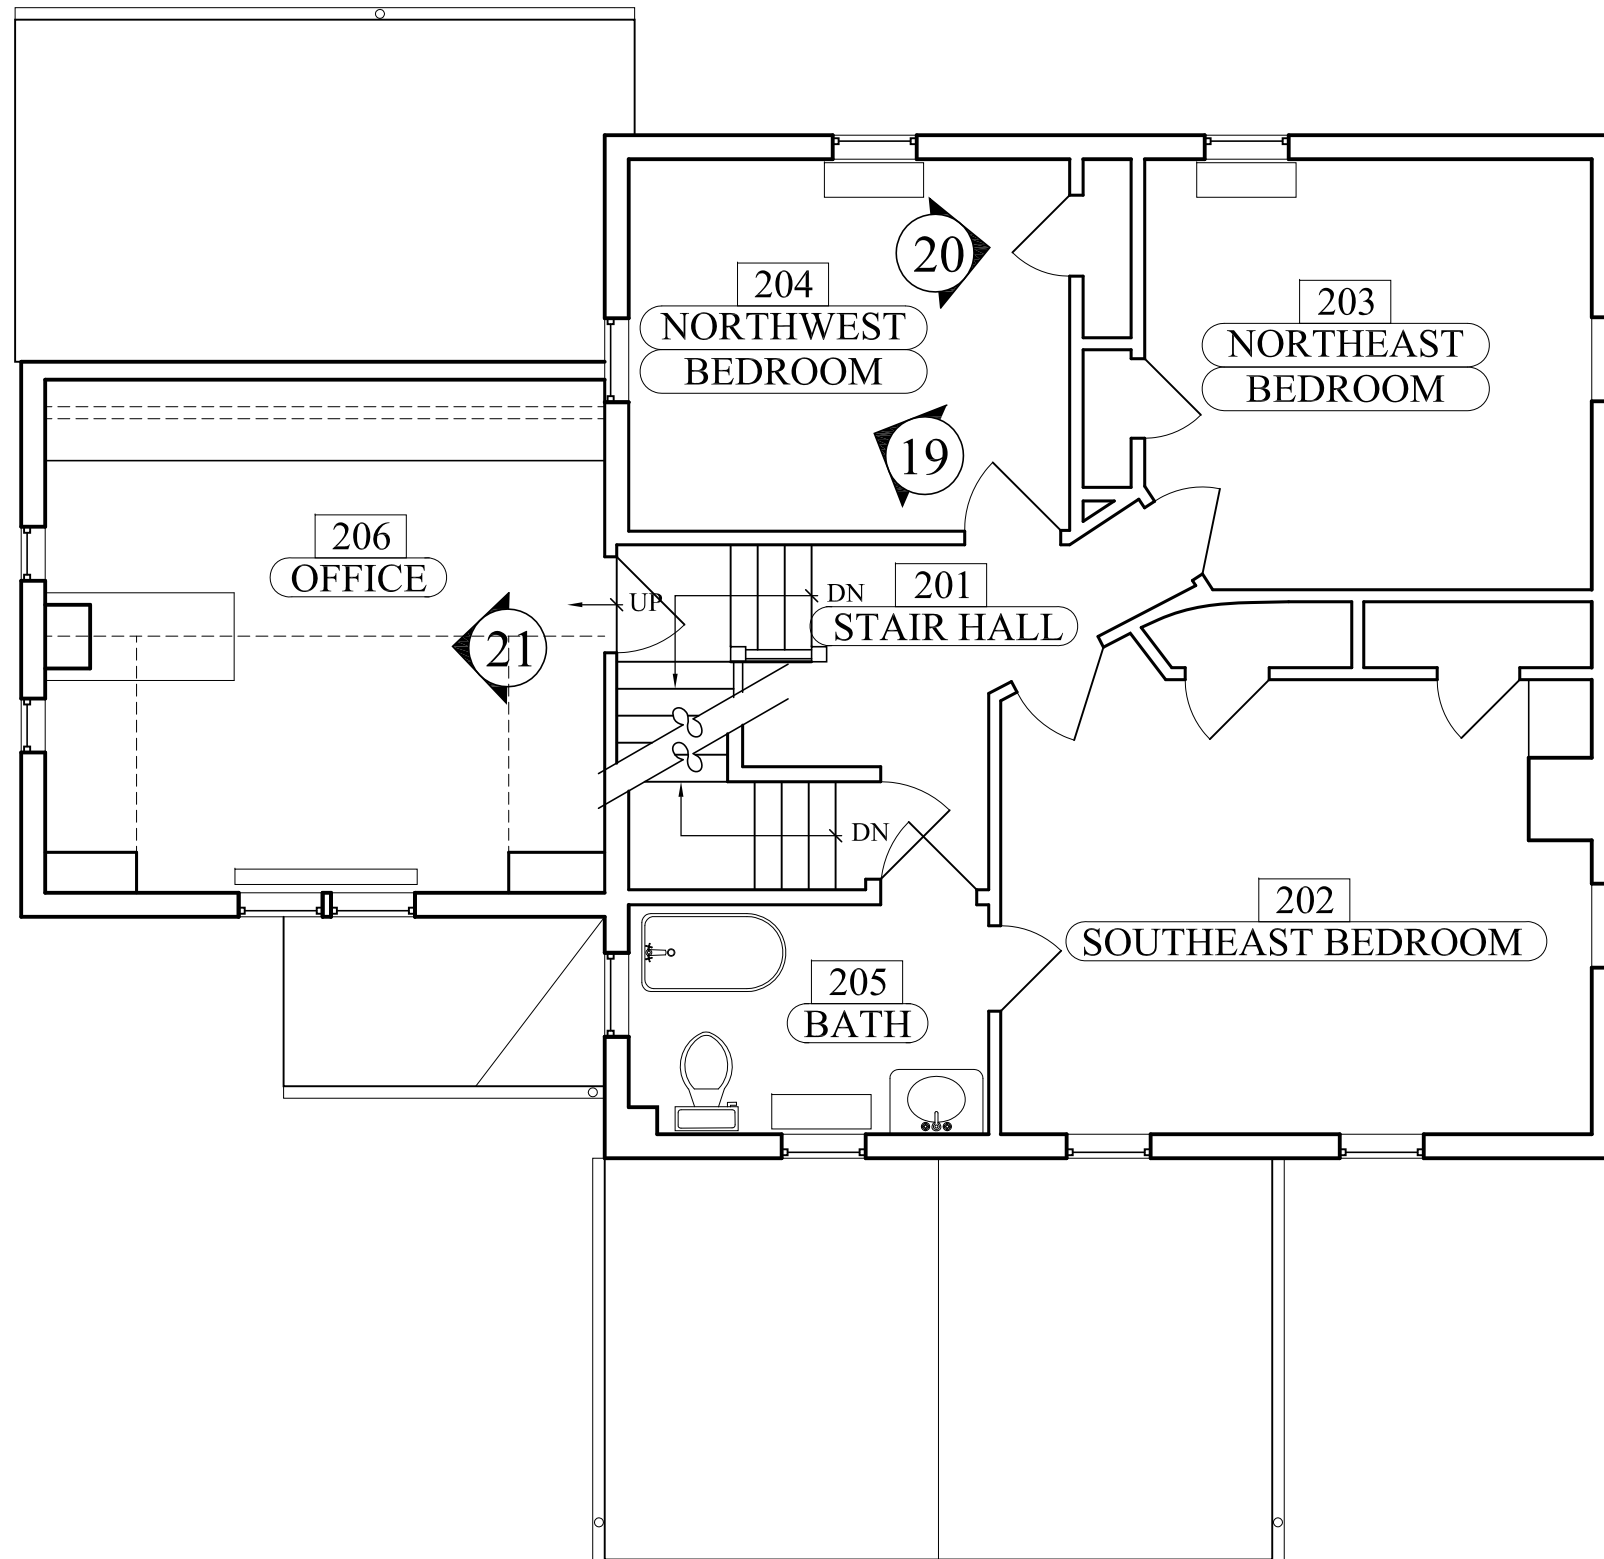 20
204
NORTHWEST
BEDROOM
203
NORTHEAST
BEDROOM
19
206
OFFICE
21
UP
DN
201
STAIR HALL
DN
202
SOUTHEAST BEDROOM
205
BATH